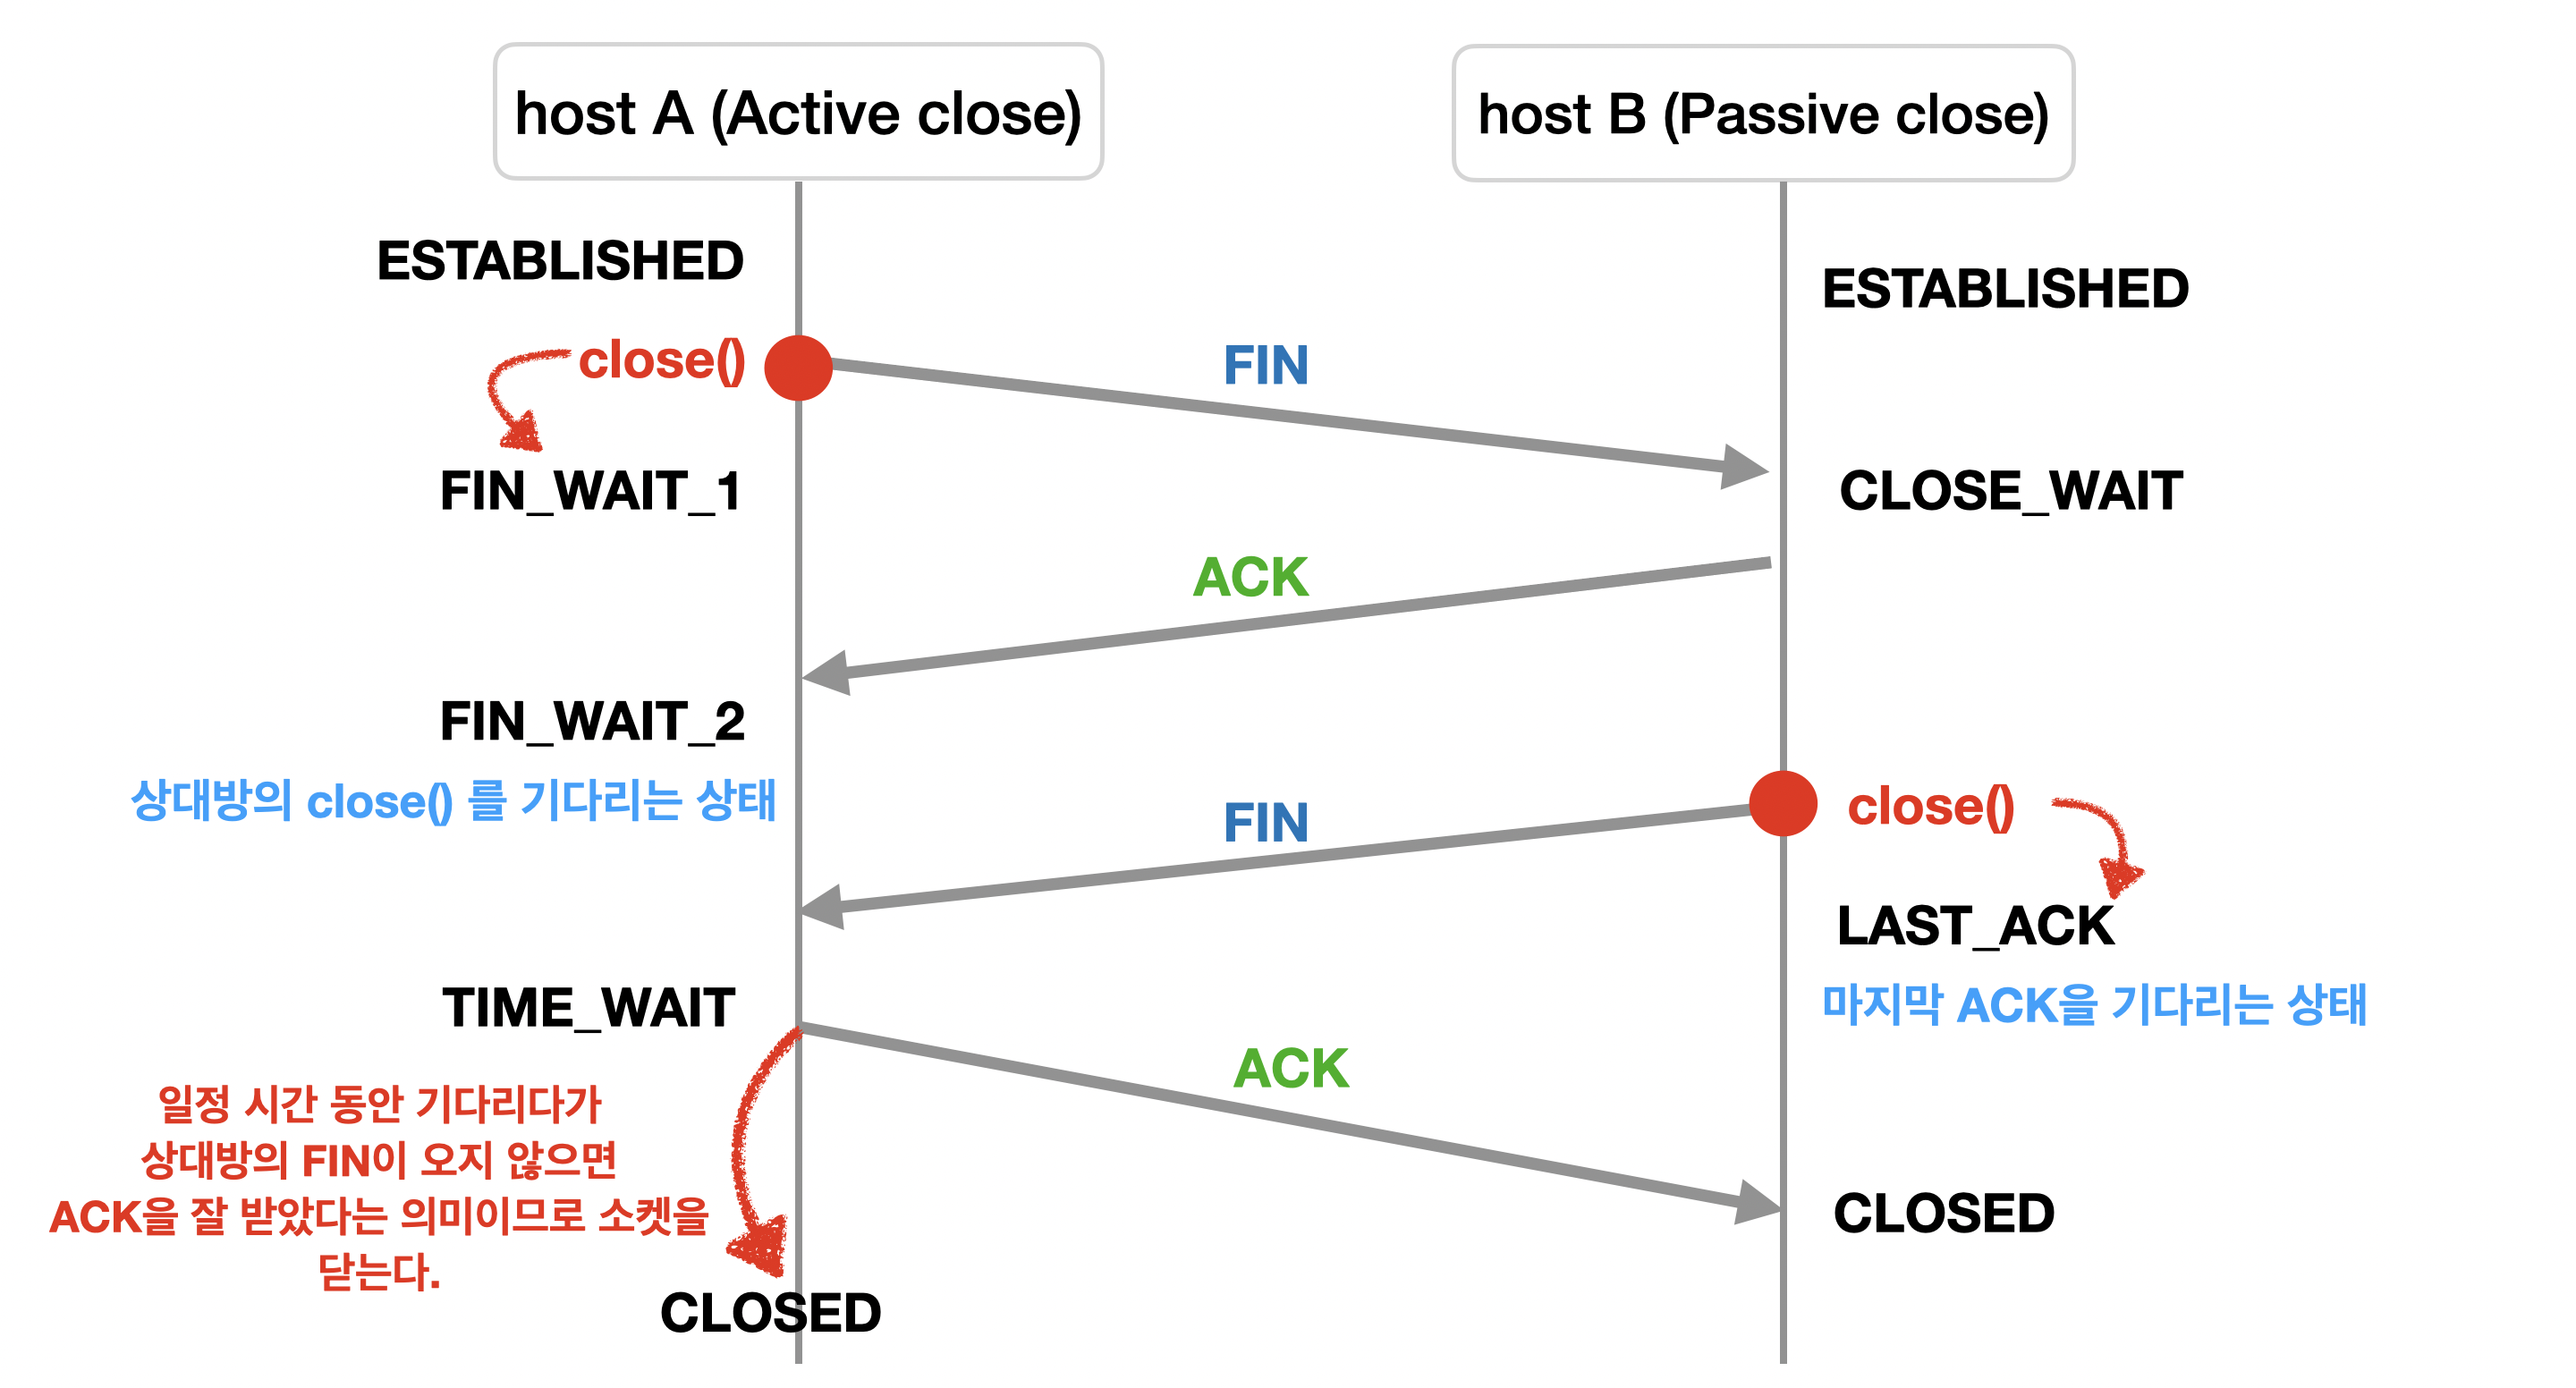 host A (Active close)
host B (Passive close)
ESTABLISHED
ESTABLISHED
close()
FIN
FIN_WAIT_1
CLOSE_WAIT
ACK
FIN_WAIT_2
상대방의 close() 를 기다리는 상태
FIN
close()
LAST_ACK
마지막 ACK을 기다리는 상태
TIME_WAIT
ACK
일정 시간 동안 기다리다가
상대방의 FIN이 오지 않으면
ACK을 잘 받았다는 의미이므로 소켓을
닫는다.
CLOSED
CLOSED